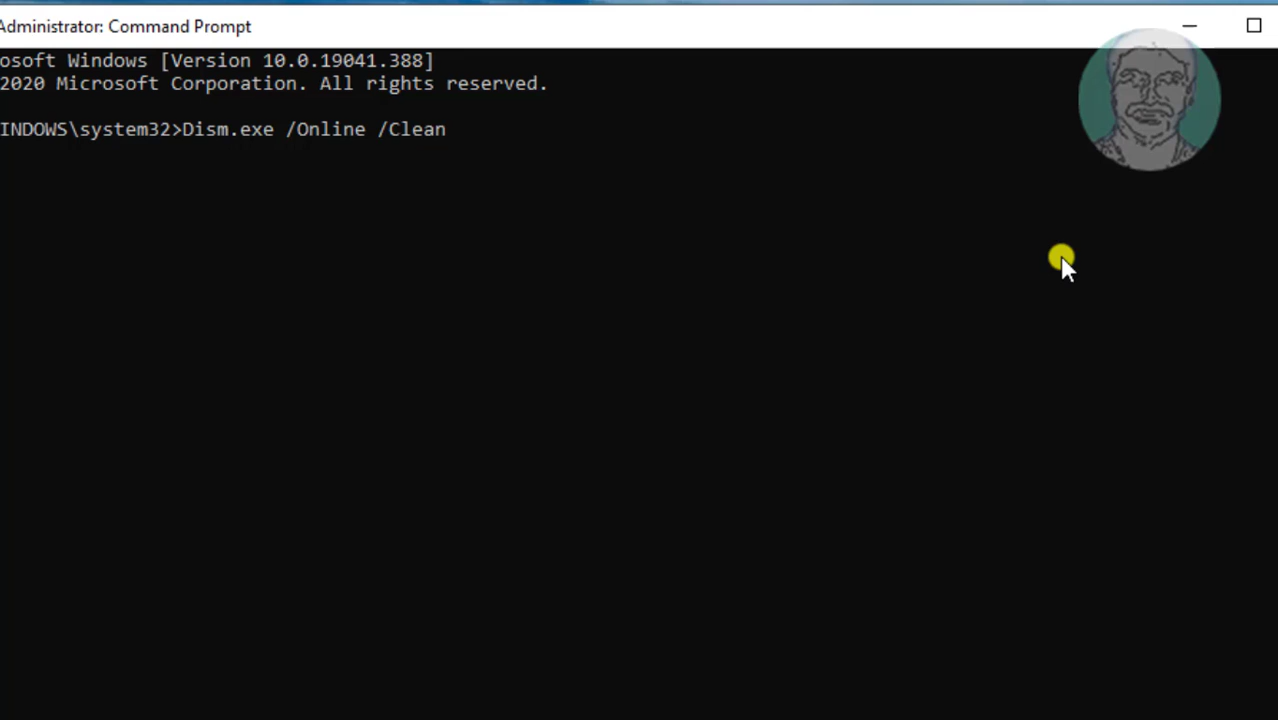 Administrator: Command Prompt
osoft Windows [Version 10.0.19041.388]
2020 Microsoft Corporation. All rights reserved.
INDOWS\system32>Dism.exe /Online /Clean